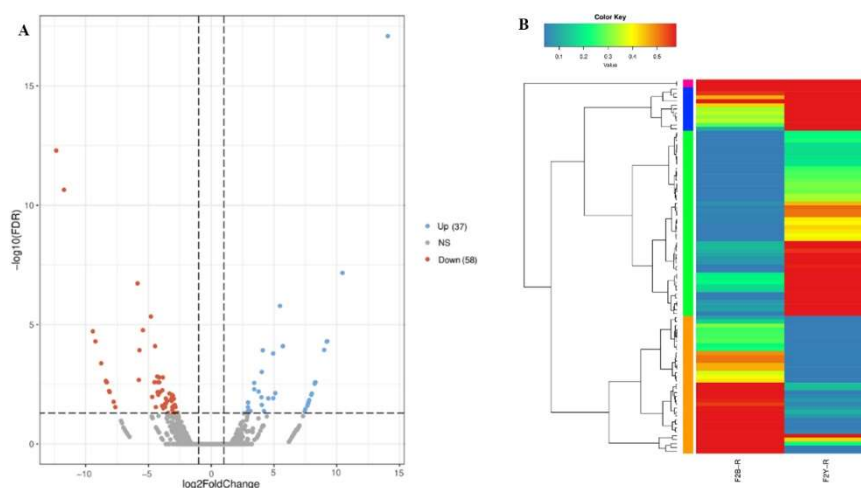 A
15
10
5
0
-log10(FDR)
-10
-5
0
5
10
15
log2FoldChange
Up (37)
NS
Down (58)
B
Color Key
0.1 0.2 0.3 0.4 0.5
Value
F2B-R
F2Y-R